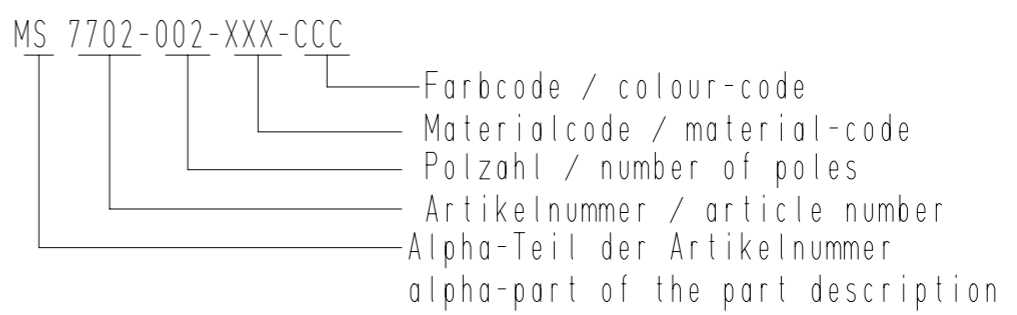 MS 7702-002-XXX-CCC
Farbcode / colour-code
Materialcode / material-code
Polzahl / number of poles
Artikelnummer / article number
Alpha-Teil der Artikelnummer
alpha-part of the part description